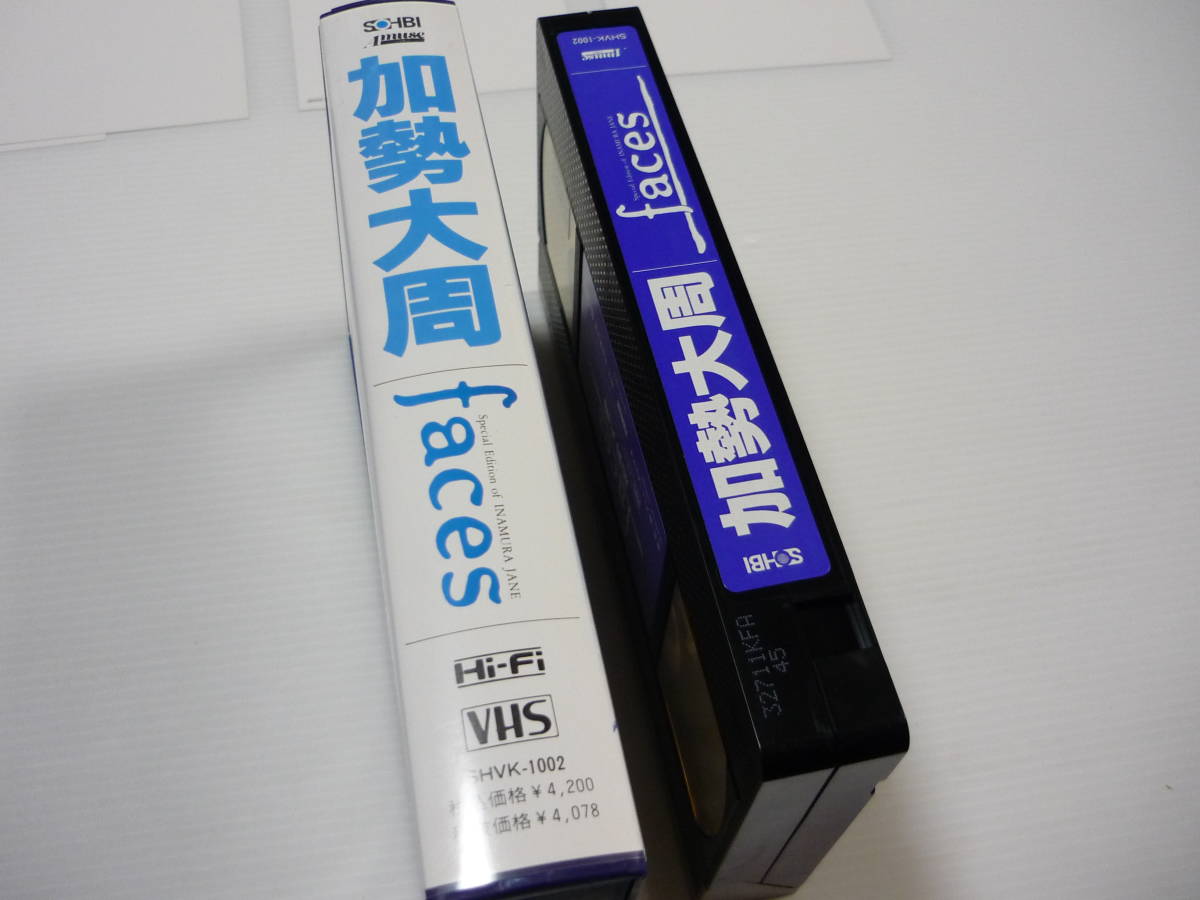 SOHBI
Amuse
加勢大周
faces
Special Edition of INAMURA JANE
Hi-Fi
VHS
SHVK-1002
価格￥4,200
価格￥4,078
SHVK-1002
Amuse
faces
Special Edition of INAMURA JANE
加勢大周
SOHBI
32711KFA
45